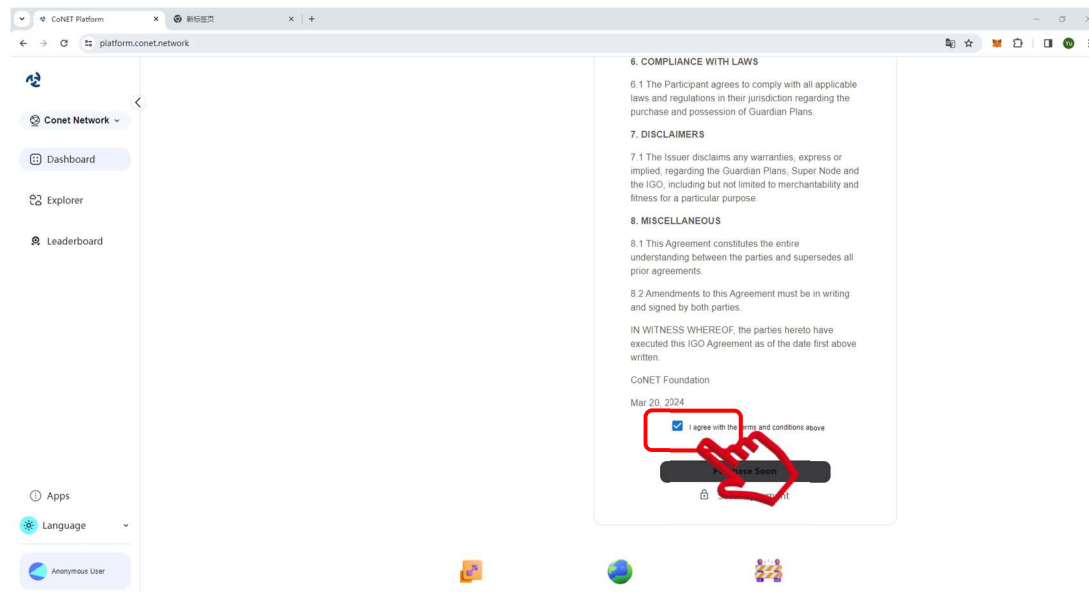 CoNET Platform
新标签页
platform.conet.network
Yu
Conet Network
Dashboard
Explorer
Leaderboard
Apps
Language
Anonymous User
6. COMPLIANCE WITH LAWS
6.1 The Participant agrees to comply with all applicable
laws and regulations in their jurisdiction regarding the
purchase and possession of Guardian Plans.
7. DISCLAIMERS
7.1 The Issuer disclaims any warranties, express or
implied, regarding the Guardian Plans, Super Node and
the IGO, including but not limited to merchantability and
fitness for a particular purpose.
8. MISCELLANEOUS
8.1 This Agreement constitutes the entire
understanding between the parties and supersedes all
prior agreements.
8.2 Amendments to this Agreement must be in writing
and signed by both parties.
IN WITNESS WHEREOF, the parties hereto have
executed this IGO Agreement as of the date first above
written.
CoNET Foundation
Mar 20, 2024
I agree with the terms and conditions above
Soon